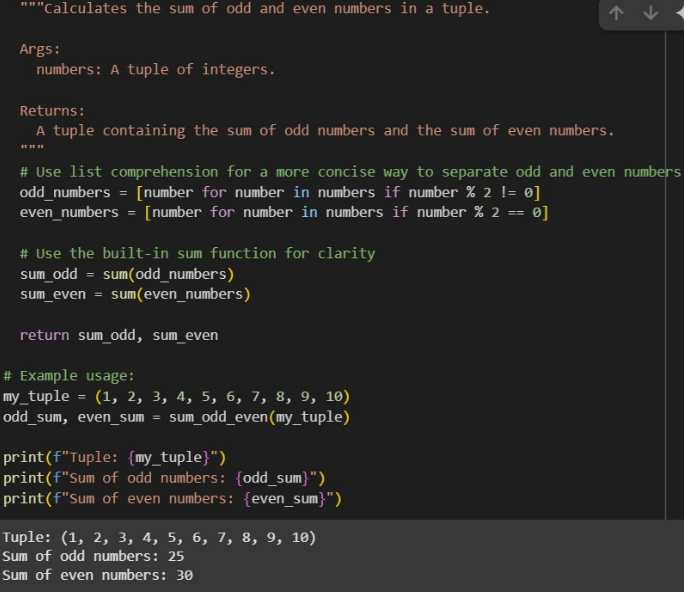 """Calculates the sum of odd and even numbers in a tuple.

  Args:
    numbers: A tuple of integers.

  Returns:
    A tuple containing the sum of odd numbers and the sum of even numbers.
  """
  # Use list comprehension for a more concise way to separate odd and even numbers
  odd_numbers = [number for number in numbers if number % 2 != 0]
  even_numbers = [number for number in numbers if number % 2 == 0]

  # Use the built-in sum function for clarity
  sum_odd = sum(odd_numbers)
  sum_even = sum(even_numbers)

  return sum_odd, sum_even

# Example usage:
my_tuple = (1, 2, 3, 4, 5, 6, 7, 8, 9, 10)
odd_sum, even_sum = sum_odd_even(my_tuple)

print(f"Tuple: {my_tuple}")
print(f"Sum of odd numbers: {odd_sum}")
print(f"Sum of even numbers: {even_sum}")
Tuple: (1, 2, 3, 4, 5, 6, 7, 8, 9, 10)
Sum of odd numbers: 25
Sum of even numbers: 30